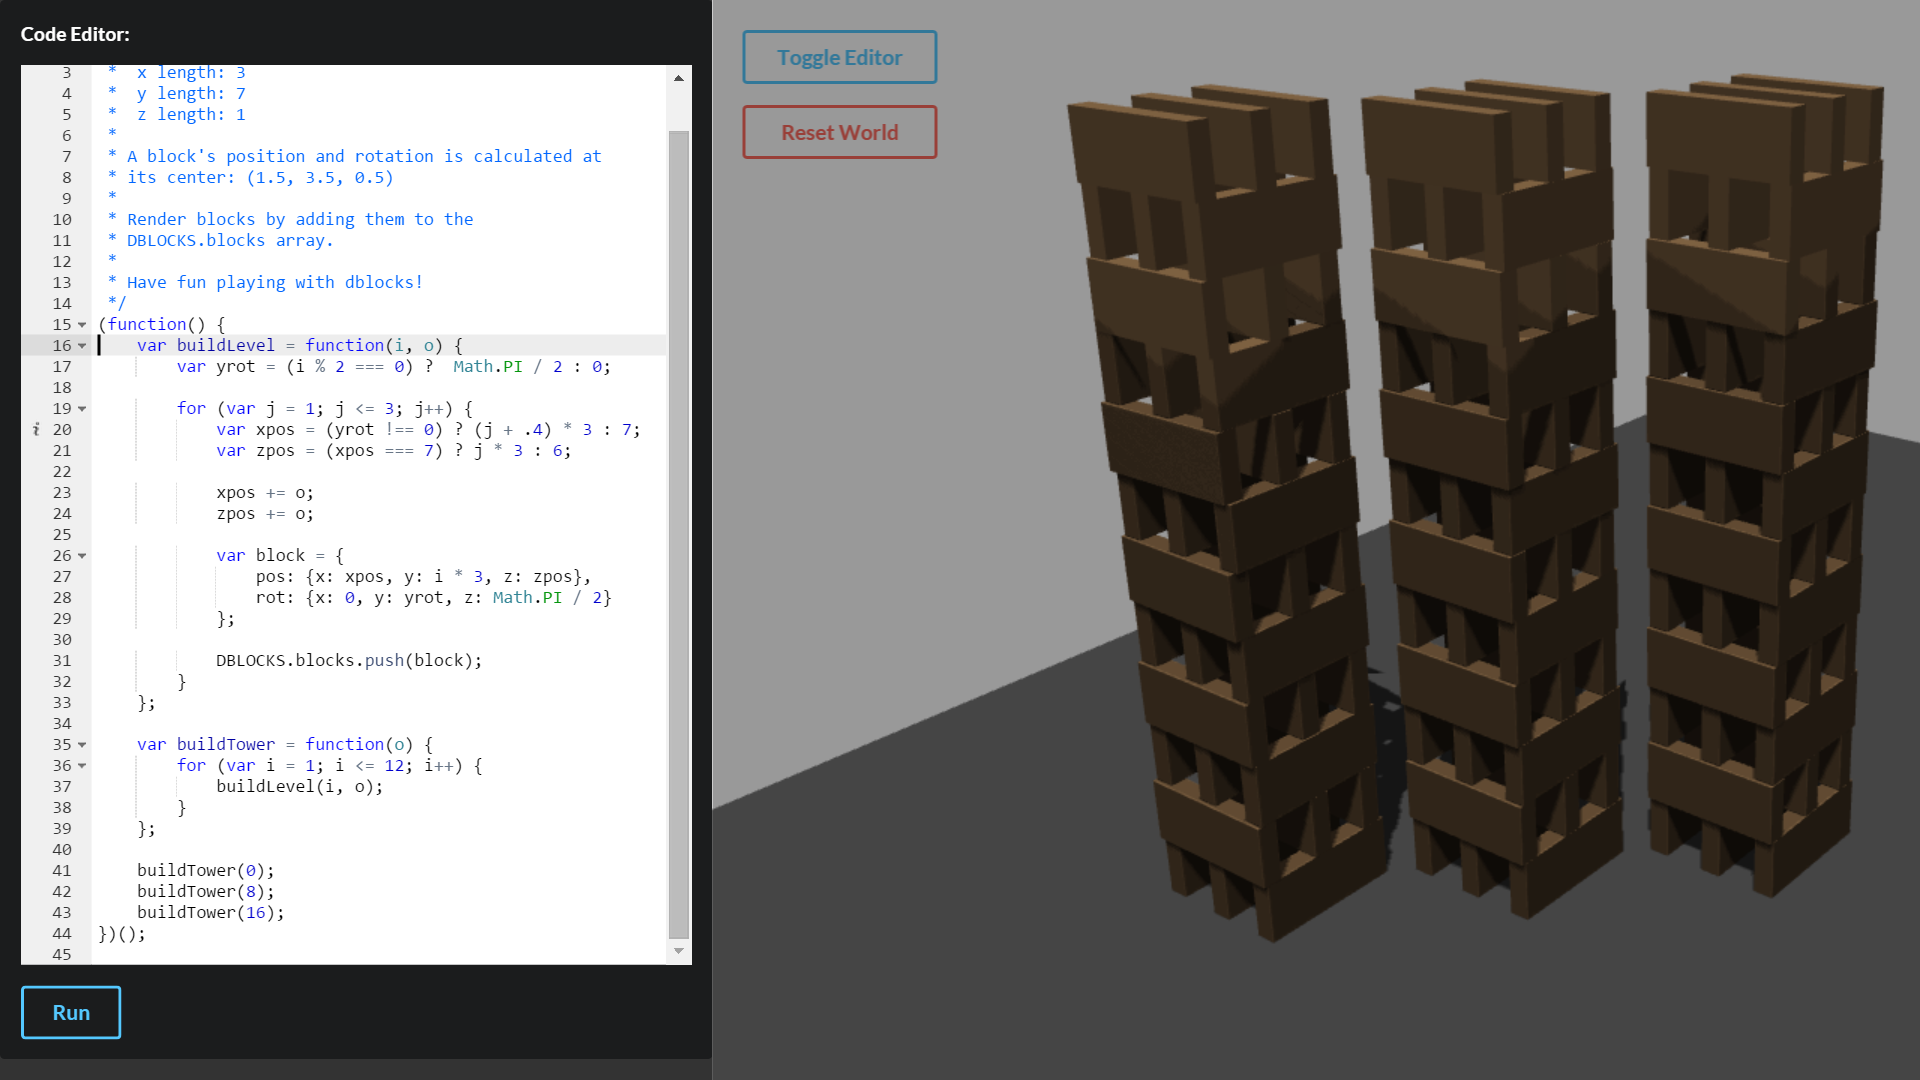 Code Editor:
3 * x length: 3
4 * y length: 7
5 * z length: 1
6 *
7 * A block's position and rotation is calculated at
8 * its center: (1.5, 3.5, 0.5)
9 *
10 * Render blocks by adding them to the
11 * DBLOCKS.blocks array.
12 *
13 * Have fun playing with dblocks!
14 */
15 (function() {
16 var buildLevel = function(i, o) {
17 var yrot = (i % 2 === 0) ?  Math.PI / 2 : 0;
18
19 for (var j = 1; j <= 3; j++) {
i 20 var xpos = (yrot !== 0) ? (j + .4) * 3 : 7;
21 var zpos = (xpos === 7) ? j * 3 : 6;
22
23 xpos += o;
24 zpos += o;
25
26 var block = {
27 pos: {x: xpos, y: i * 3, z: zpos},
28 rot: {x: 0, y: yrot, z: Math.PI / 2}
29 };
30
31 DBLOCKS.blocks.push(block);
32 }
33 };
34
35 var buildTower = function(o) {
36 for (var i = 1; i <= 12; i++) {
37 buildLevel(i, o);
38 }
39 };
40
41 buildTower(0);
42 buildTower(8);
43 buildTower(16);
44 })();
45
Run
Toggle Editor
Reset World